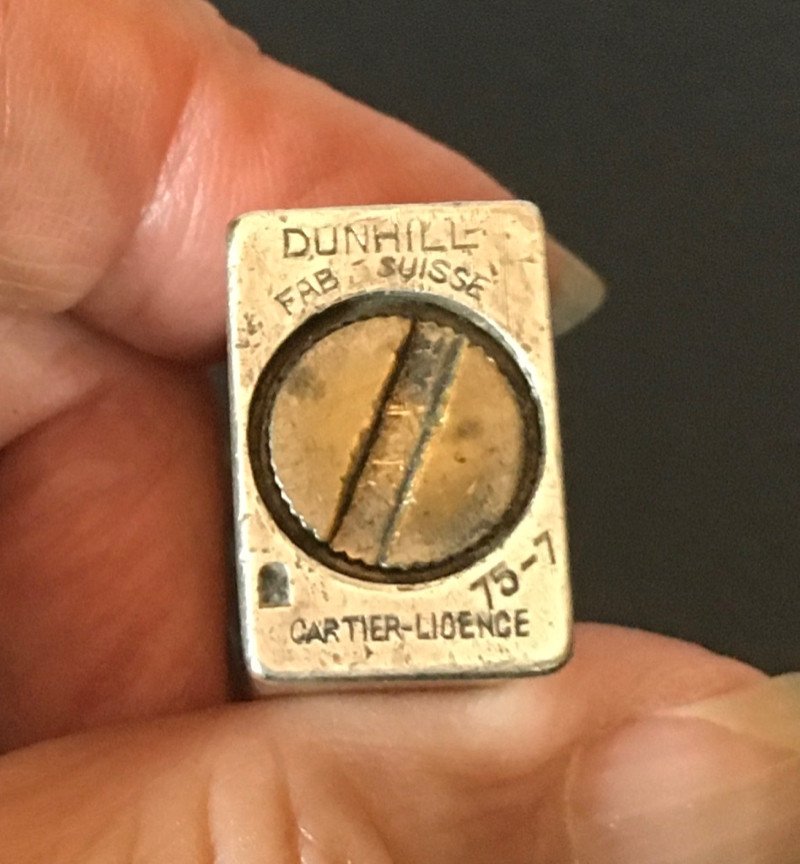 DUNHILL
FAB SUISSE
75-7
CARTIER-LICENCE